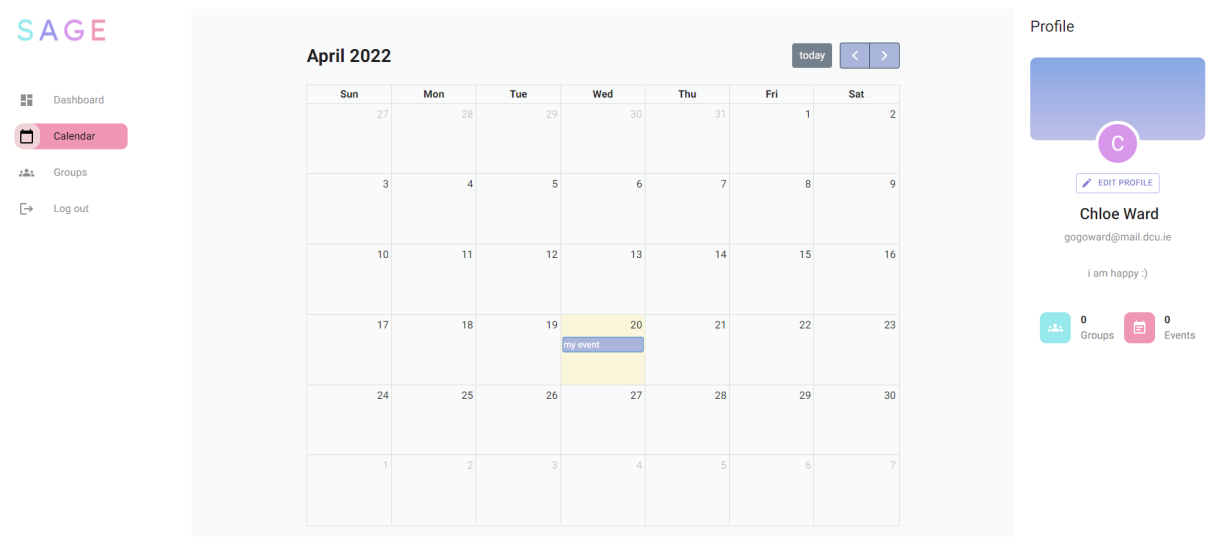 SAGE
Dashboard
Calendar
Groups
Log out
April 2022
today
Sun Mon Tue Wed Thu Fri Sat
27 28 29 30 31 1 2
3 4 5 6 7 8 9
10 11 12 13 14 15 16
17 18 19 20 21 22 23
my event
24 25 26 27 28 29 30
1 2 3 4 5 6 7
Profile
C
EDIT PROFILE
Chloe Ward
gogoward@mail.dcu.ie
i am happy :)
0 Groups
0 Events